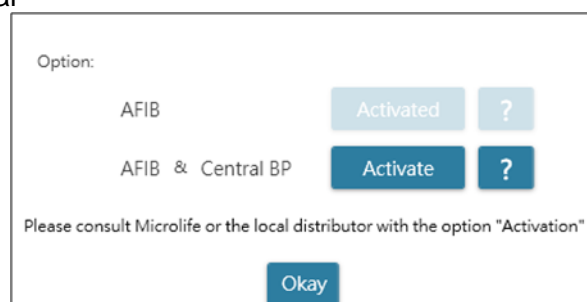 al
Option:
AFIB Activated ?
AFIB & Central BP Activate ?
Please consult Microlife or the local distributor with the option "Activation"
Okay